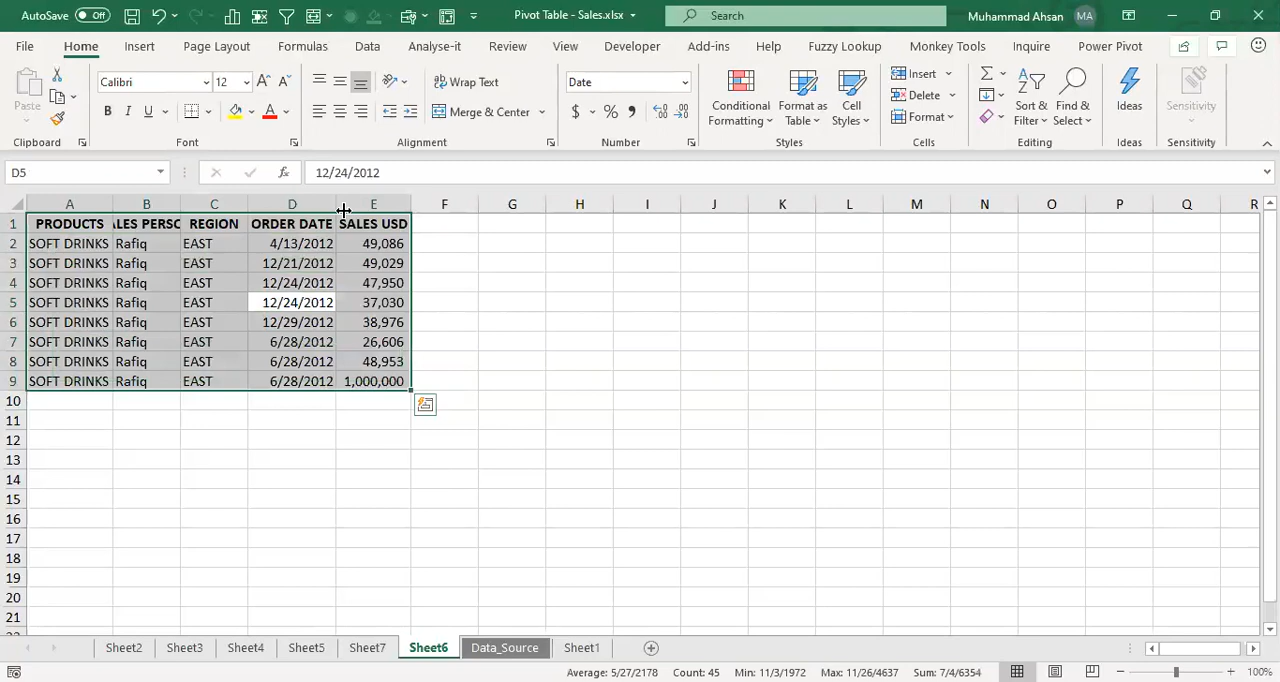 AutoSave Off Pivot Table - Sales.xlsx Search Muhammad Ahsan MA
File Home Insert Page Layout Formulas Data Analyse-it Review View Developer Add-ins Help Fuzzy Lookup Monkey Tools Inquire Power Pivot
Paste Calibri 12 A A Wrap Text Date Conditional Formatting Format as Table Cell Styles Insert Sort & Filter Find & Select Ideas Sensitivity
B I U A Merge & Center $ % , Delete
Format
Clipboard Font Alignment Number Styles Cells Ideas Sensitivity
D5 fx 12/24/2012
A B C D E F G H I J K L M N O P Q R
1 PRODUCTS ALES PERSO REGION ORDER DATE SALES USD
2 SOFT DRINKS Rafiq EAST 4/13/2012 49,086
3 SOFT DRINKS Rafiq EAST 12/21/2012 49,029
4 SOFT DRINKS Rafiq EAST 12/24/2012 47,950
5 SOFT DRINKS Rafiq EAST 12/24/2012 37,030
6 SOFT DRINKS Rafiq EAST 12/29/2012 38,976
7 SOFT DRINKS Rafiq EAST 6/28/2012 26,606
8 SOFT DRINKS Rafiq EAST 6/28/2012 48,953
9 SOFT DRINKS Rafiq EAST 6/28/2012 1,000,000
10
11
12
13
14
15
16
17
18
19
20
21
Sheet2 Sheet3 Sheet4 Sheet5 Sheet7 Sheet6 Data_Source Sheet1
Average: 5/27/2178 Count: 45 Min: 11/3/1972 Max: 11/26/4637 Sum: 7/4/6354 100%